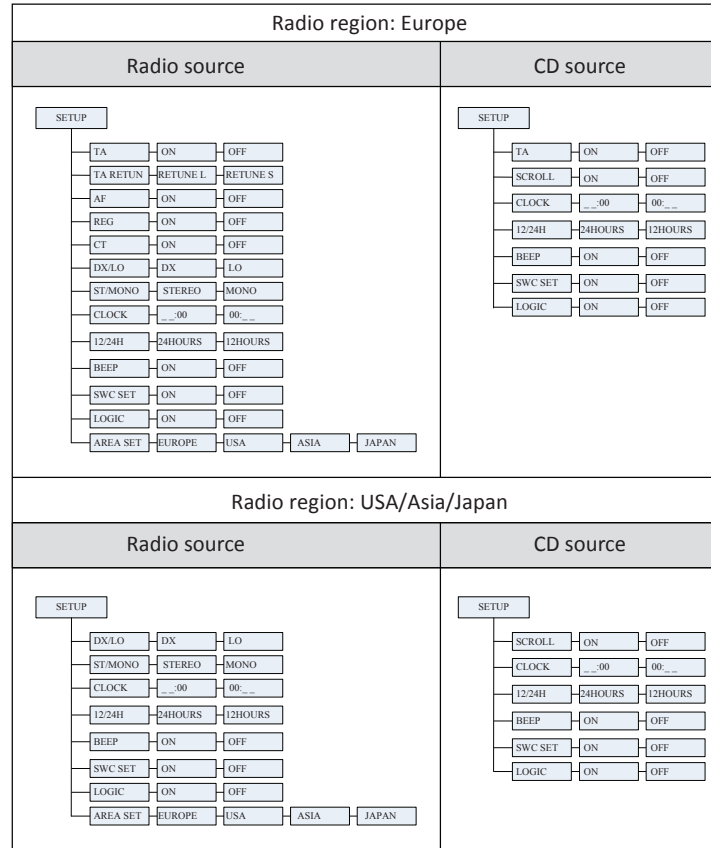 Radio region: Europe
Radio source
CD source
SETUP
TA ON OFF
TA RETUN RETUNE L RETUNE S
AF ON OFF
REG ON OFF
CT ON OFF
DX/LO DX LO
ST/MONO STEREO MONO
CLOCK _ _:00 00:_ _
12/24H 24HOURS 12HOURS
BEEP ON OFF
SWC SET ON OFF
LOGIC ON OFF
AREA SET EUROPE USA ASIA JAPAN
SETUP
TA ON OFF
SCROLL ON OFF
CLOCK _ _:00 00:_ _
12/24H 24HOURS 12HOURS
BEEP ON OFF
SWC SET ON OFF
LOGIC ON OFF
Radio region: USA/Asia/Japan
Radio source
CD source
SETUP
DX/LO DX LO
ST/MONO STEREO MONO
CLOCK _ _:00 00:_ _
12/24H 24HOURS 12HOURS
BEEP ON OFF
SWC SET ON OFF
LOGIC ON OFF
AREA SET EUROPE USA ASIA JAPAN
SETUP
SCROLL ON OFF
CLOCK _ _:00 00:_ _
12/24H 24HOURS 12HOURS
BEEP ON OFF
SWC SET ON OFF
LOGIC ON OFF